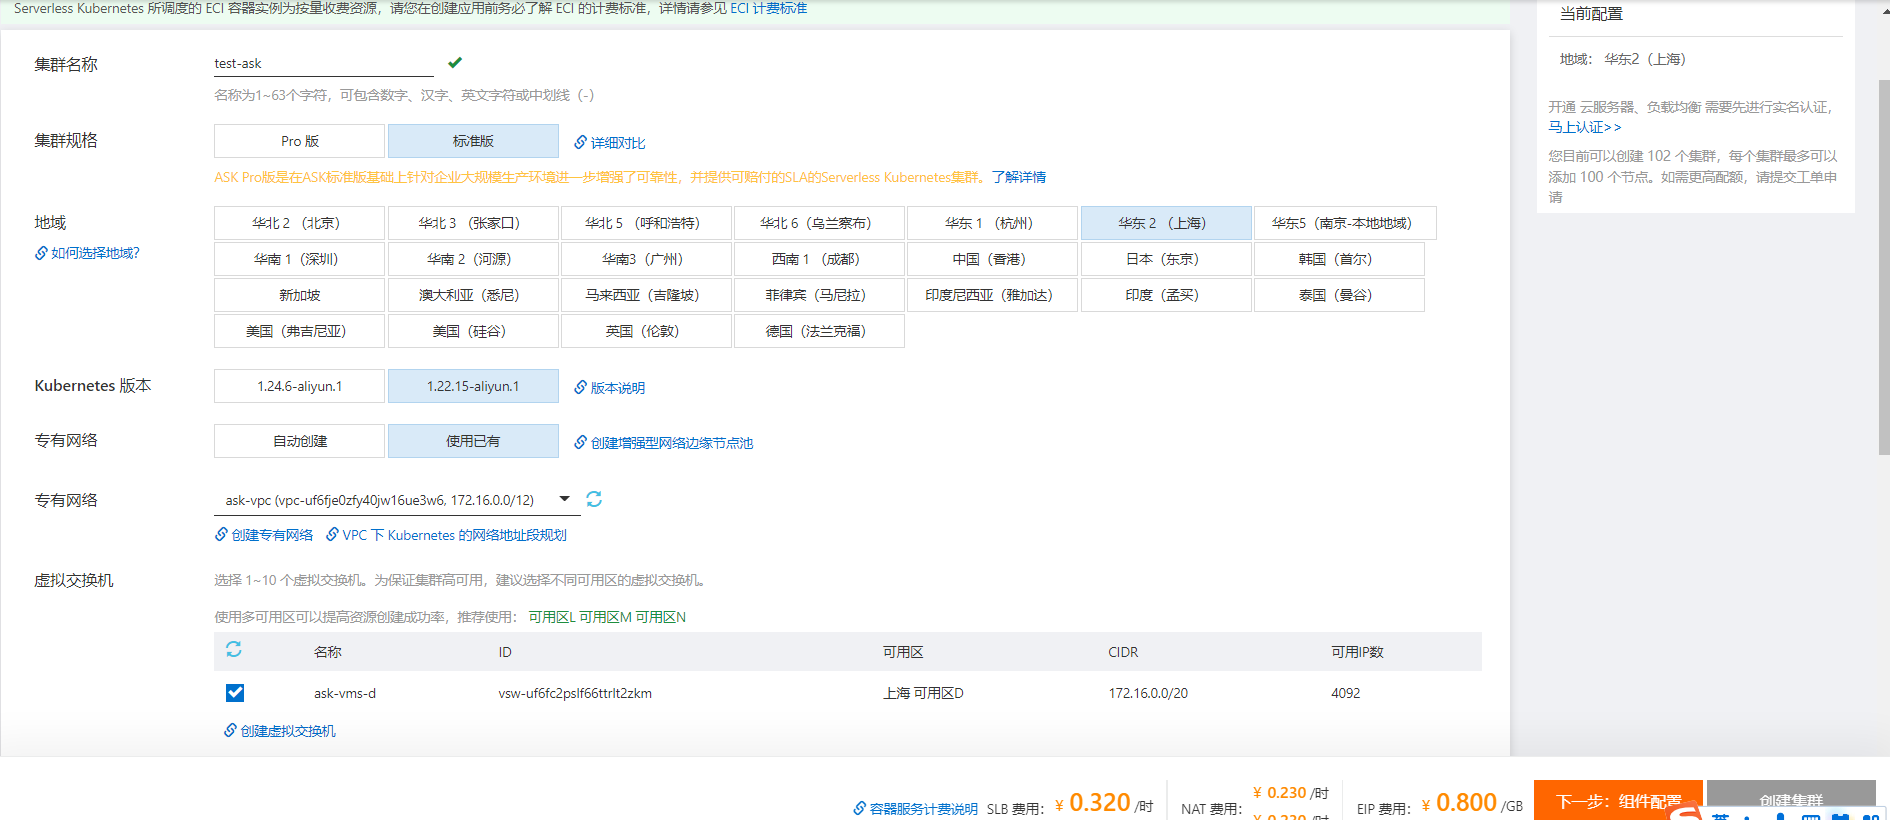 Serverless Kubernetes 所调度的 ECI 容器实例为按量收费资源，请您在创建应用前务必了解 ECI 的计费标准，详情请参见 ECI 计费标准
集群名称
test-ask
名称为1~63个字符，可包含数字、汉字、英文字符或中划线（-）
集群规格
Pro 版
标准版
详细对比
ASK Pro版是在ASK标准版基础上针对企业大规模生产环境进一步增强了可靠性，并提供可赔付的SLA的Serverless Kubernetes集群。了解详情
地域
如何选择地域?
华北 2 （北京）
华北 3 （张家口）
华北 5 （呼和浩特）
华北 6（乌兰察布）
华东 1 （杭州）
华东 2 （上海）
华东5（南京-本地地域）
华南 1（深圳）
华南 2（河源）
华南3（广州）
西南 1 （成都）
中国（香港）
日本（东京）
韩国（首尔）
新加坡
澳大利亚（悉尼）
马来西亚（吉隆坡）
菲律宾（马尼拉）
印度尼西亚（雅加达）
印度（孟买）
泰国（曼谷）
美国（弗吉尼亚）
美国（硅谷）
英国（伦敦）
德国（法兰克福）
Kubernetes 版本
1.24.6-aliyun.1
1.22.15-aliyun.1
版本说明
专有网络
自动创建
使用已有
创建增强型网络边缘节点池
专有网络
ask-vpc (vpc-uf6fje0zfy40jw16ue3w6, 172.16.0.0/12)
创建专有网络
VPC 下 Kubernetes 的网络地址段规划
虚拟交换机
选择 1~10 个虚拟交换机。为保证集群高可用，建议选择不同可用区的虚拟交换机。
使用多可用区可以提高资源创建成功率，推荐使用： 可用区L 可用区M 可用区N
名称
ID
可用区
CIDR
可用IP数
ask-vms-d
vsw-uf6fc2pslf66ttrlt2zkm
上海 可用区D
172.16.0.0/20
4092
创建虚拟交换机
当前配置
地域： 华东2（上海）
开通 云服务器、负载均衡 需要先进行实名认证，
马上认证>>
您目前可以创建 102 个集群，每个集群最多可以
添加 100 个节点。如需更高配额，请提交工单申
请
容器服务计费说明
SLB 费用： ¥ 0.320 /时
NAT 费用： ¥ 0.230 /时
¥ 0.220 /时
EIP 费用： ¥ 0.800 /GB
下一步：组件配置
创建集群
英